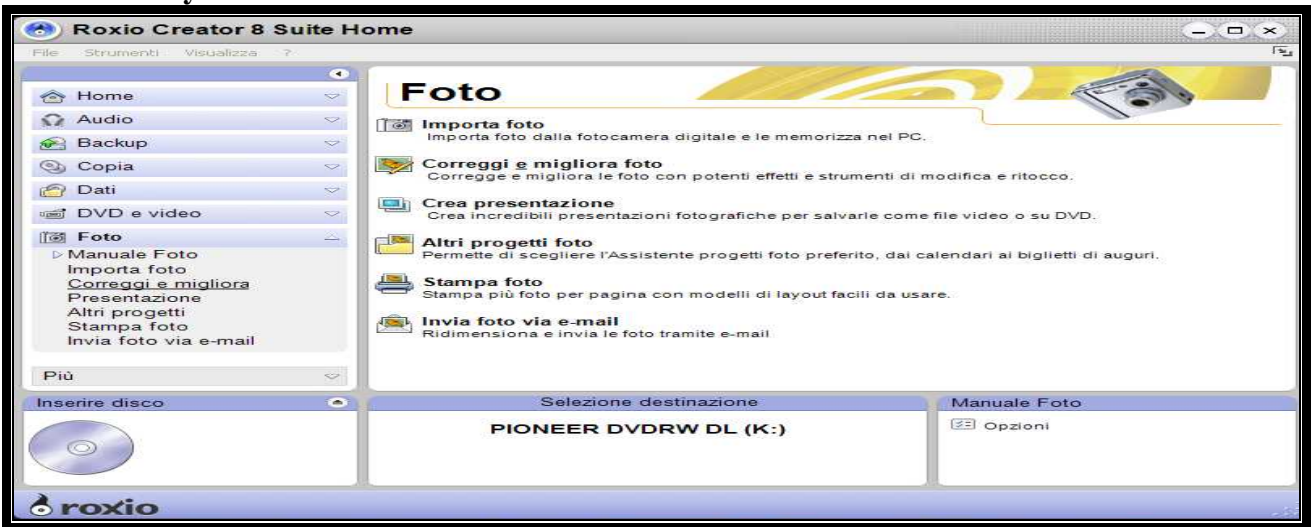 Roxio Creator 8 Suite Home
File Strumenti Visualizza ?
Home
Audio
Backup
Copia
Dati
DVD e video
Foto
Manuale Foto
Importa foto
Correggi e migliora
Presentazione
Altri progetti
Stampa foto
Invia foto via e-mail
Più
Foto
Importa foto
Importa foto dalla fotocamera digitale e le memorizza nel PC.
Correggi e migliora foto
Corregge e migliora le foto con potenti effetti e strumenti di modifica e ritocco.
Crea presentazione
Crea incredibili presentazioni fotografiche per salvarle come file video o su DVD.
Altri progetti foto
Permette di scegliere l'Assistente progetti foto preferito, dai calendari ai biglietti di auguri.
Stampa foto
Stampa più foto per pagina con modelli di layout facili da usare.
Invia foto via e-mail
Ridimensiona e invia le foto tramite e-mail
Inserire disco
Selezione destinazione
PIONEER DVDRW DL (K:)
Manuale Foto
Opzioni
roxio